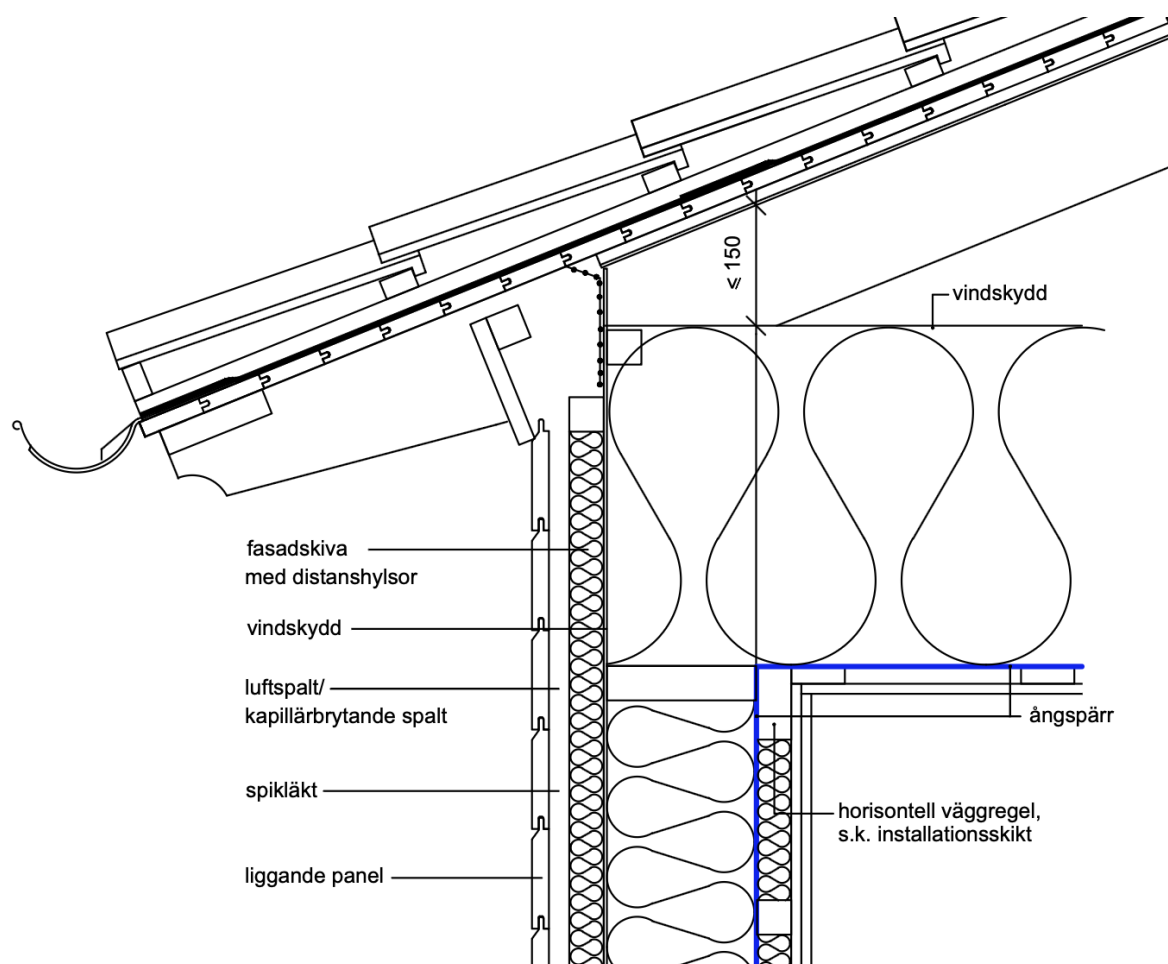 ⩽ 150
vindskydd
fasadskiva
med distanshylsor
vindskydd
luftspalt/
kapillärbrytande spalt
ångspärr
spikläkt
horisontell väggregel,
s.k. installationsskikt
liggande panel